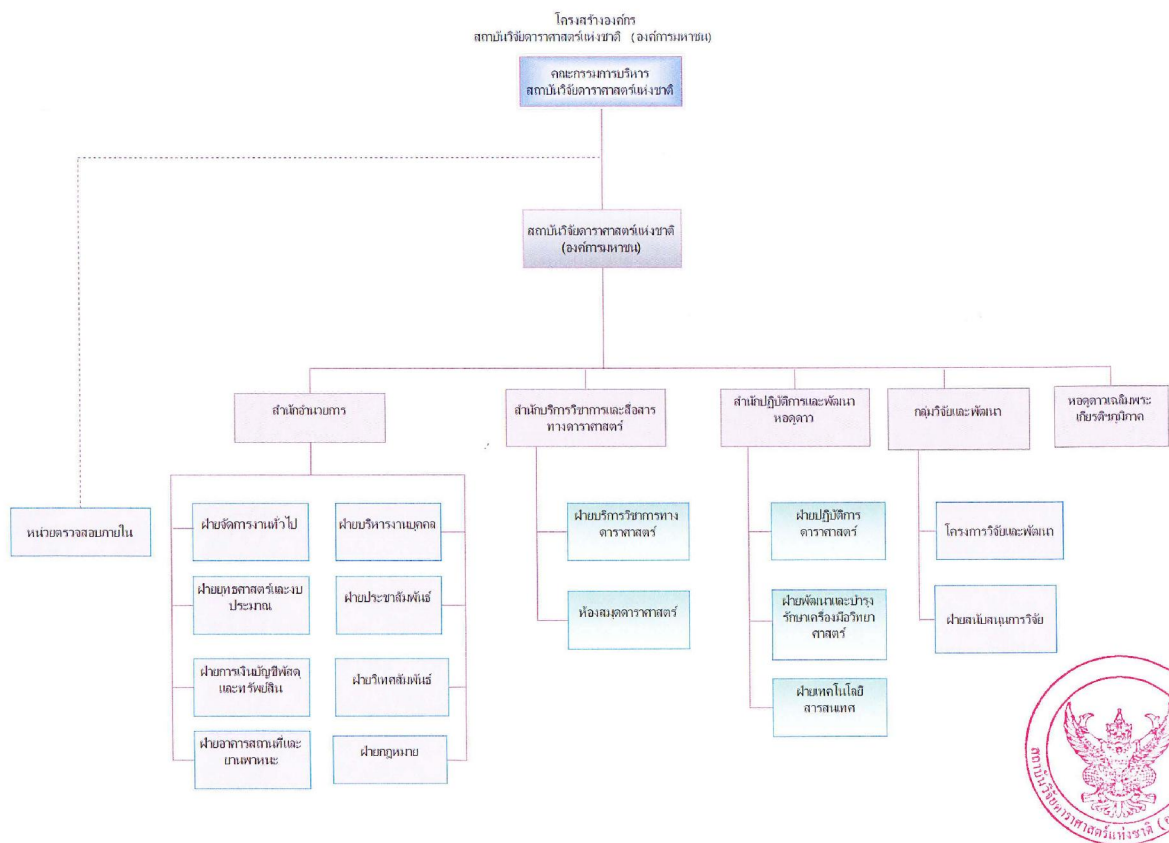 โครงสร้างองค์กร
สถาบันวิจัยดาราศาสตร์แห่งชาติ (องค์การมหาชน)
คณะกรรมการบริหาร
สถาบันวิจัยดาราศาสตร์แห่งชาติ
สถาบันวิจัยดาราศาสตร์แห่งชาติ
(องค์การมหาชน)
สำนักอำนวยการ
สำนักบริการวิชาการและสื่อสาร
ทางดาราศาสตร์
สำนักปฏิบัติการและพัฒนา
หอดูดาว
กลุ่มวิจัยและพัฒนา
หอดูดาวเฉลิมพระ
เกียรติฯภูมิภาค
หน่วยตรวจสอบภายใน
ฝ่ายจัดการงานทั่วไป
ฝ่ายบริหารงานบุคคล
ฝ่ายบริการวิชาการทาง
ดาราศาสตร์
ฝ่ายปฏิบัติการ
ดาราศาสตร์
โครงการวิจัยและพัฒนา
ฝ่ายยุทธศาสตร์และงบ
ประมาณ
ฝ่ายประชาสัมพันธ์
ห้องสมุดดาราศาสตร์
ฝ่ายพัฒนาและบำรุง
รักษาเครื่องมือวิทยา
ศาสตร์
ฝ่ายสนับสนุนการวิจัย
ฝ่ายการเงินบัญชีพัสดุ
และทรัพย์สิน
ฝ่ายวิเทศสัมพันธ์
ฝ่ายเทคโนโลยี
สารสนเทศ
ฝ่ายอาคารสถานที่และ
ยานพาหนะ
ฝ่ายกฎหมาย
สถาบันวิจัยดาราศาสตร์แห่งชาติ